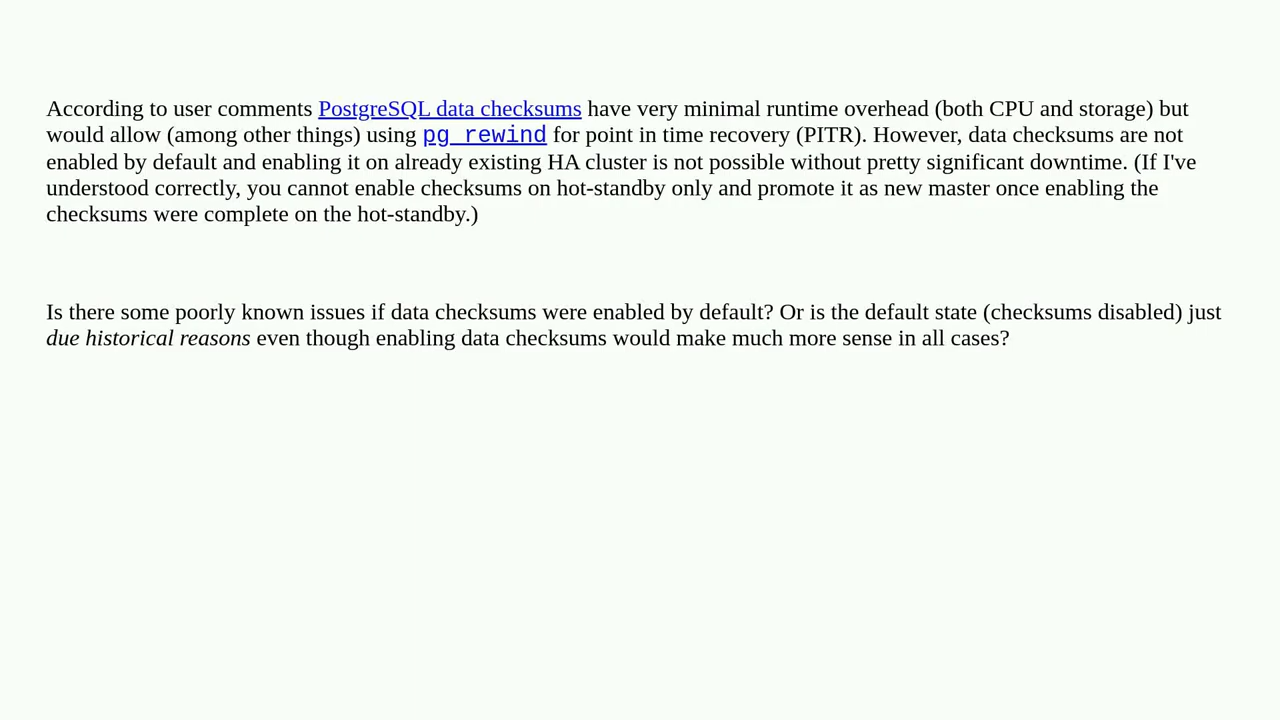 According to user comments PostgreSQL data checksums have very minimal runtime overhead (both CPU and storage) but
would allow (among other things) using pg_rewind for point in time recovery (PITR). However, data checksums are not
enabled by default and enabling it on already existing HA cluster is not possible without pretty significant downtime. (If I've
understood correctly, you cannot enable checksums on hot-standby only and promote it as new master once enabling the
checksums were complete on the hot-standby.)
Is there some poorly known issues if data checksums were enabled by default? Or is the default state (checksums disabled) just
due historical reasons even though enabling data checksums would make much more sense in all cases?